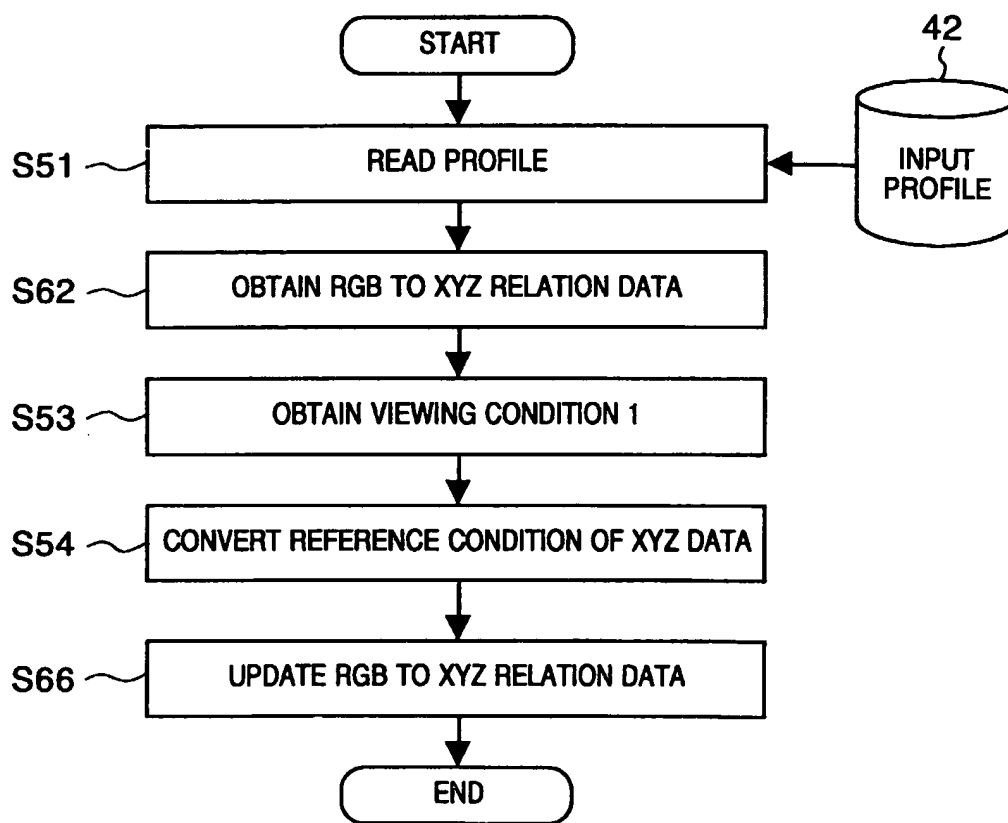 START
42
S51
READ PROFILE
INPUT
PROFILE
S62
OBTAIN RGB TO XYZ RELATION DATA
S53
OBTAIN VIEWING CONDITION 1
S54
CONVERT REFERENCE CONDITION OF XYZ DATA
S66
UPDATE RGB TO XYZ RELATION DATA
END